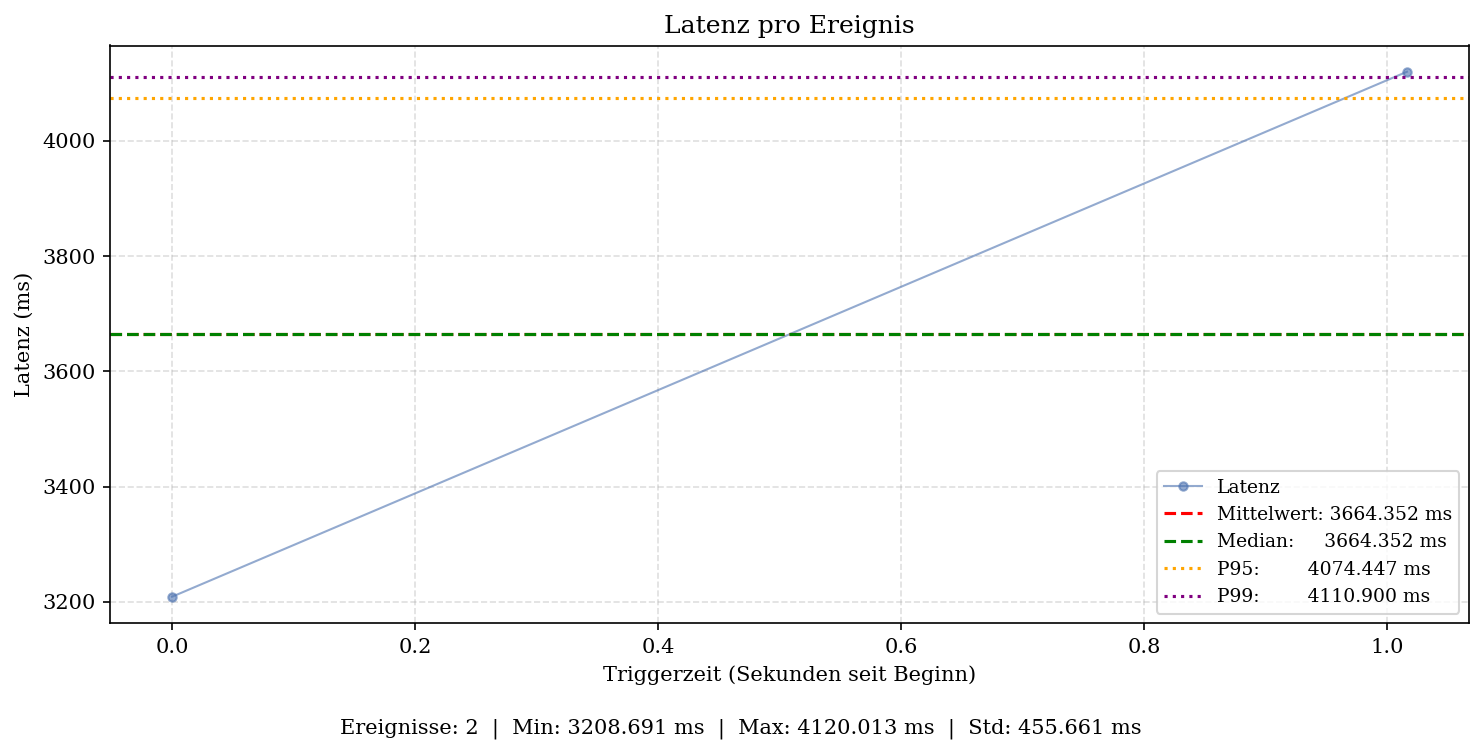 Latenz pro Ereignis
Latenz (ms)
4000
3800
3600
3400
3200
Latenz
Mittelwert: 3664.352 ms
Median: 3664.352 ms
P95: 4074.447 ms
P99: 4110.900 ms
0.0 0.2 0.4 0.6 0.8 1.0
Triggerzeit (Sekunden seit Beginn)
Ereignisse: 2 | Min: 3208.691 ms | Max: 4120.013 ms | Std: 455.661 ms